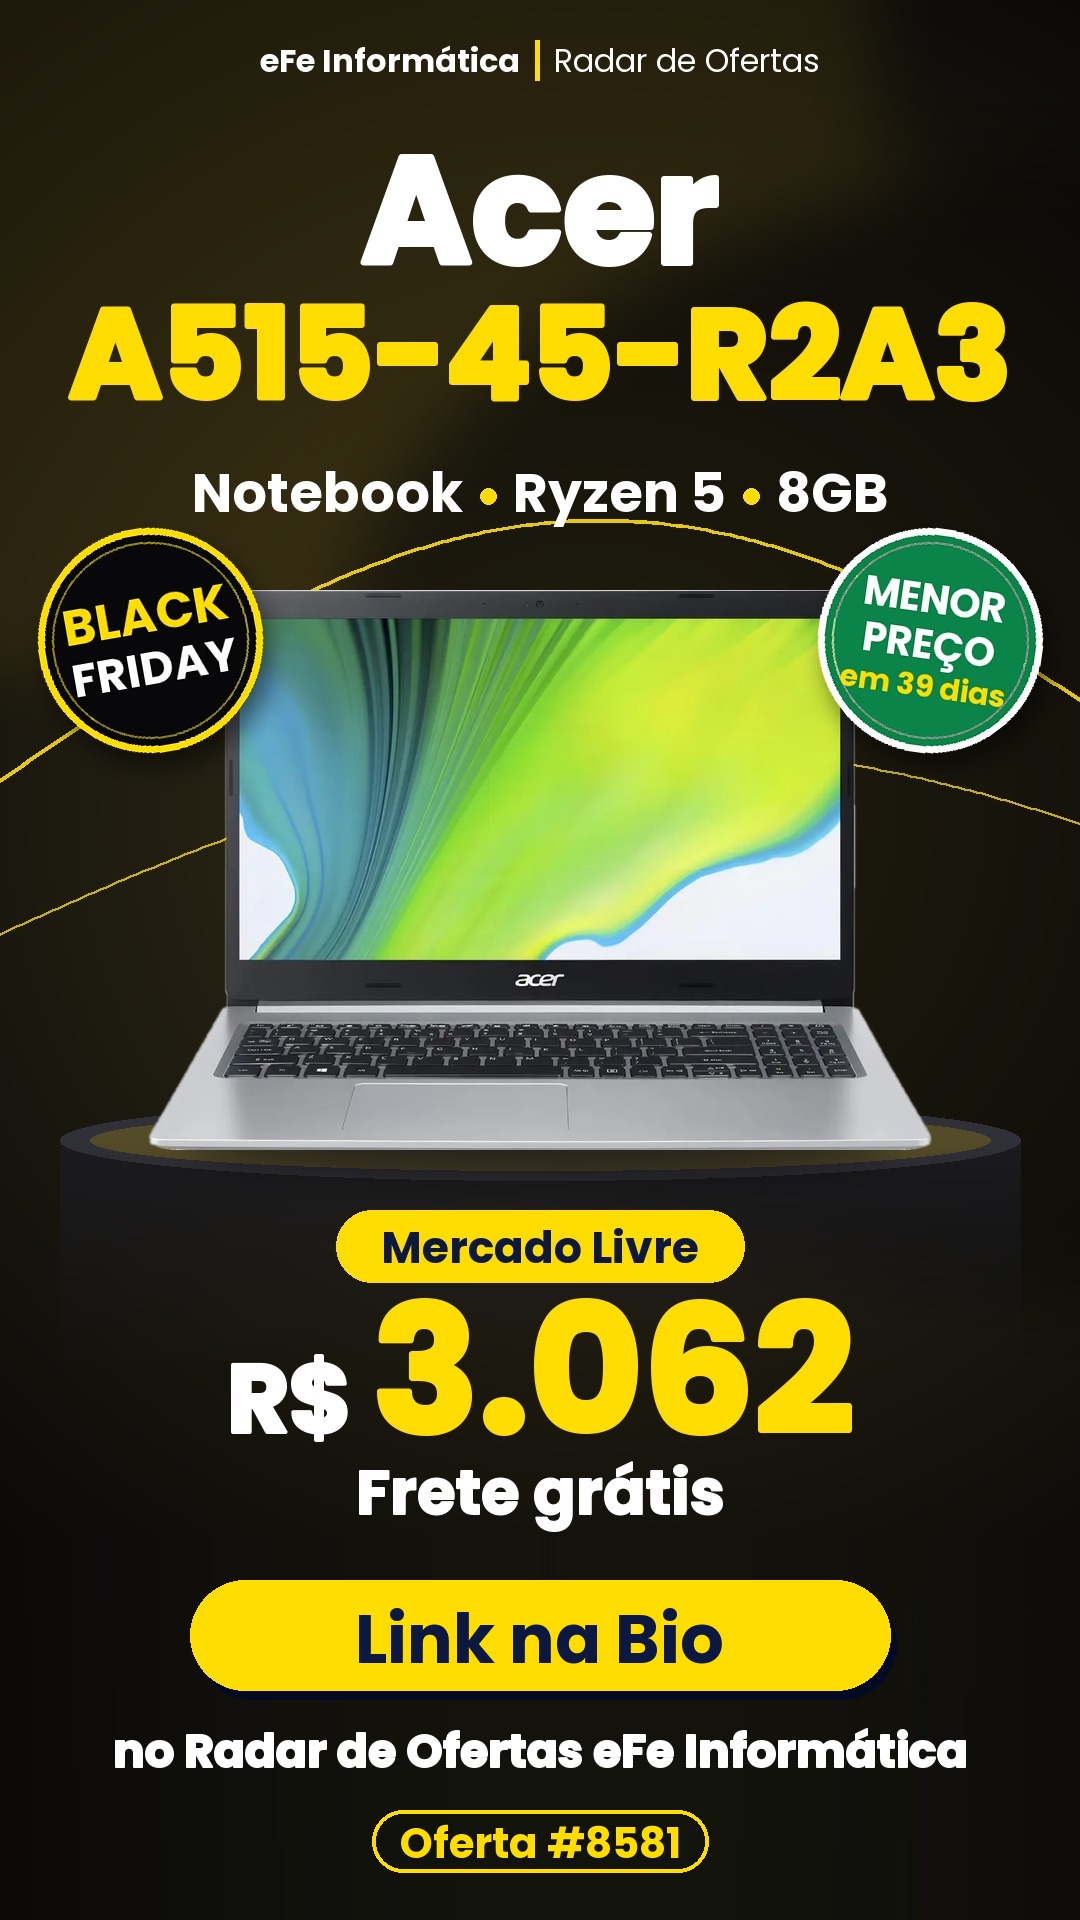 eFe Informática | Radar de Ofertas
Acer
A515-45-R2A3
Notebook • Ryzen 5 • 8GB
BLACK
FRIDAY
MENOR
PREÇO
em 39 dias
acer
Mercado Livre
R$ 3.062
Frete grátis
Link na Bio
no Radar de Ofertas eFe Informática
Oferta #8581